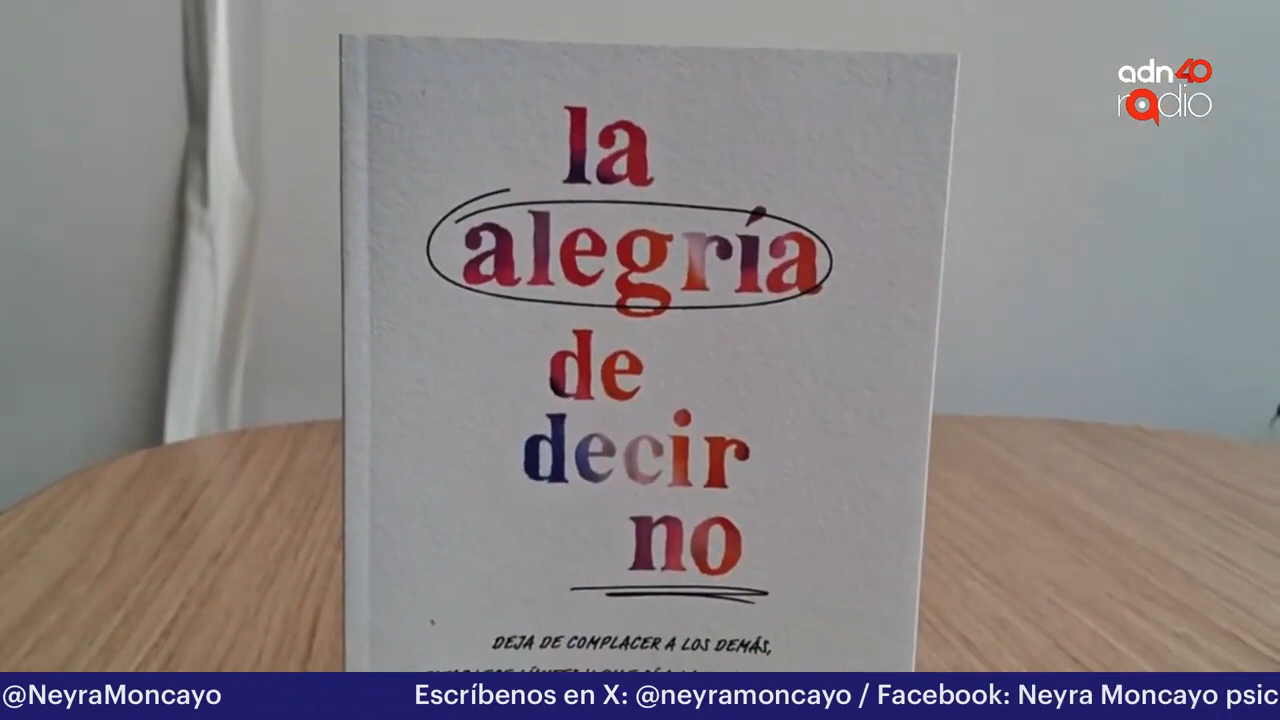 adn40
radio
la
alegría
de
decir
no
DEJA DE COMPLACER A LOS DEMÁS,
@NeyraMoncayo Escríbenos en X: @neyramoncayo / Facebook: Neyra Moncayo psic